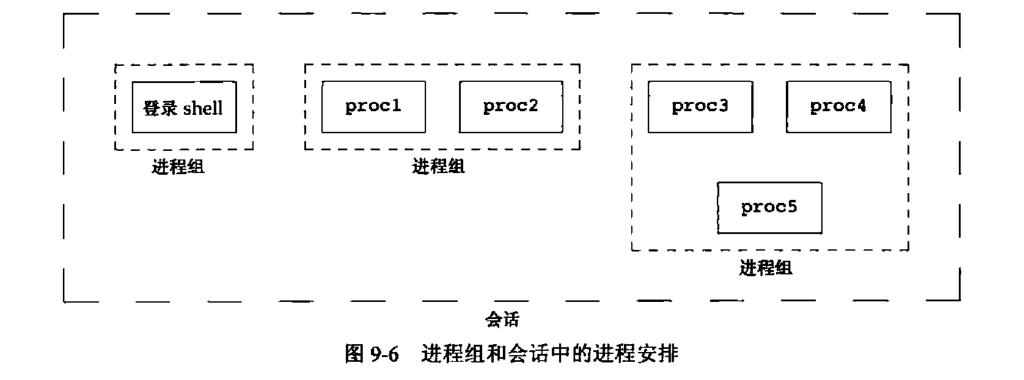 登录 shell
proc1
proc2
proc3
proc4
进程组
进程组
proc5
进程组
会话
图 9-6 进程组和会话中的进程安排